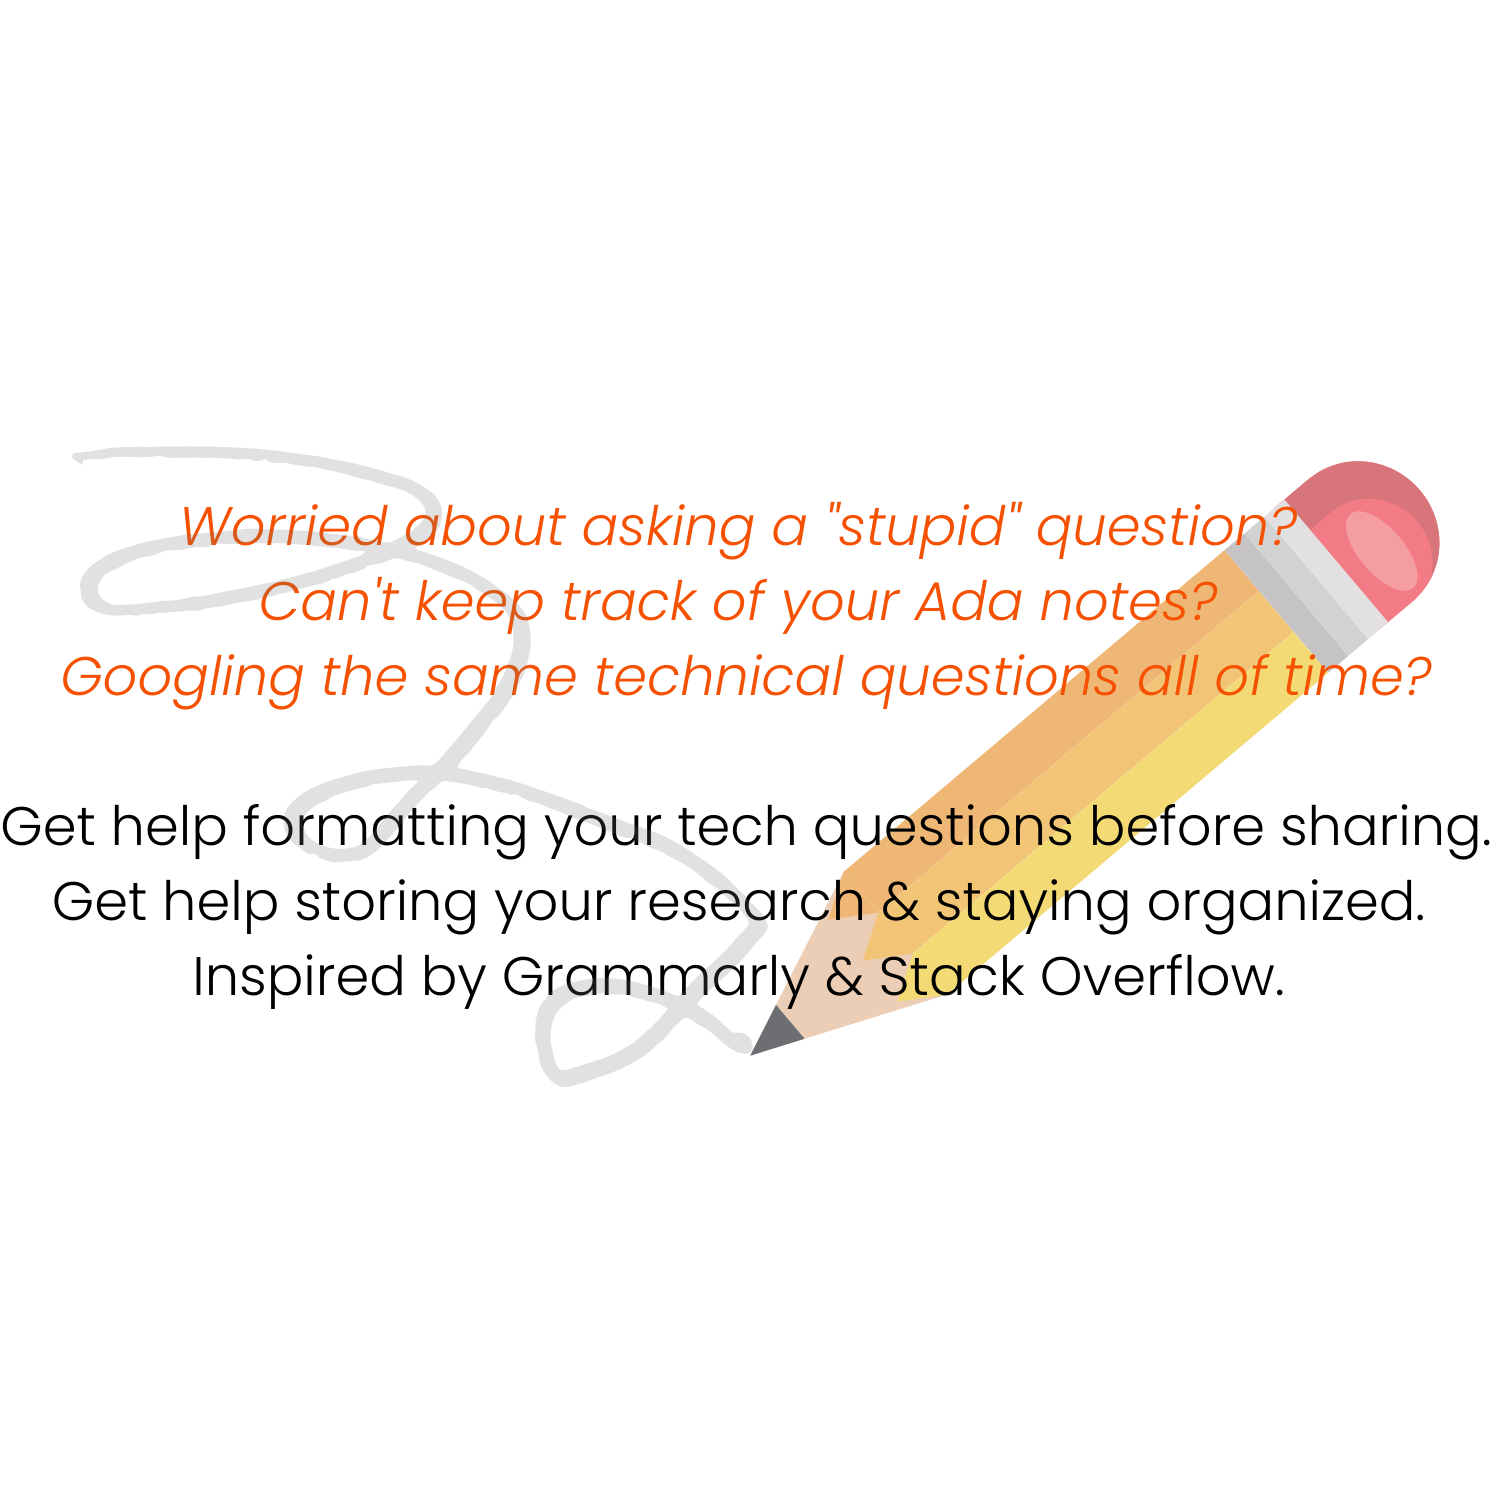 Worried about asking a "stupid" question?
Can't keep track of your Ada notes?
Googling the same technical questions all of time?
Get help formatting your tech questions before sharing.
Get help storing your research & staying organized.
Inspired by Grammarly & Stack Overflow.